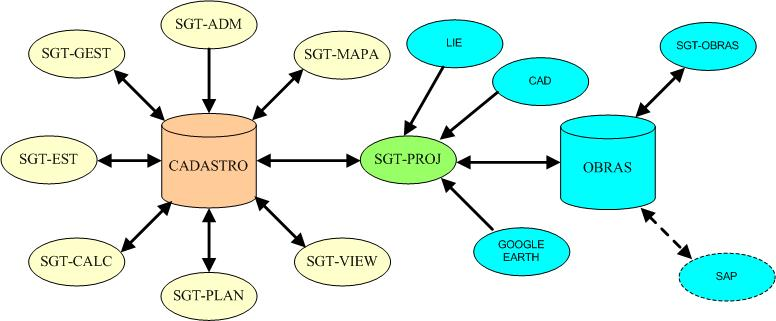 SGT-ADM
SGT-GEST
SGT-MAPA
LIE
SGT-OBRAS
CAD
SGT-EST
CADASTRO
SGT-PROJ
OBRAS
SGT-CALC
SGT-VIEW
GOOGLE
EARTH
SAP
SGT-PLAN